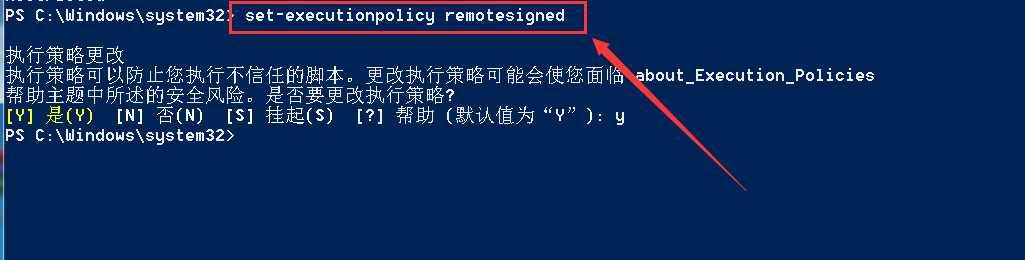 PS C:\Windows\system32> set-executionpolicy remotesigned
执行策略更改
执行策略可以防止您执行不信任的脚本。更改执行策略可能会使您面临 about_Execution_Policies
帮助主题中所述的安全风险。是否要更改执行策略?
[Y] 是(Y)  [N] 否(N)  [S] 挂起(S)  [?] 帮助 (默认值为“Y”): y
PS C:\Windows\system32>